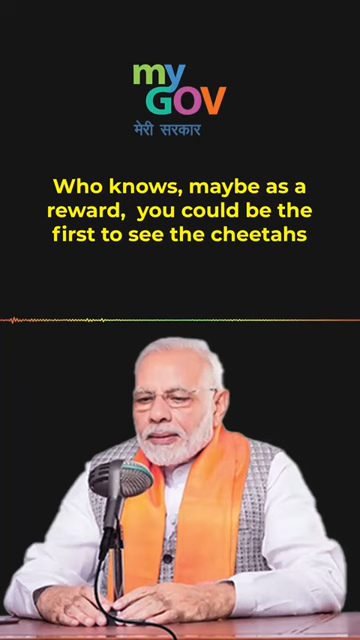 my
GOV
मेरी सरकार
Who knows, maybe as a
reward, you could be the
first to see the cheetahs